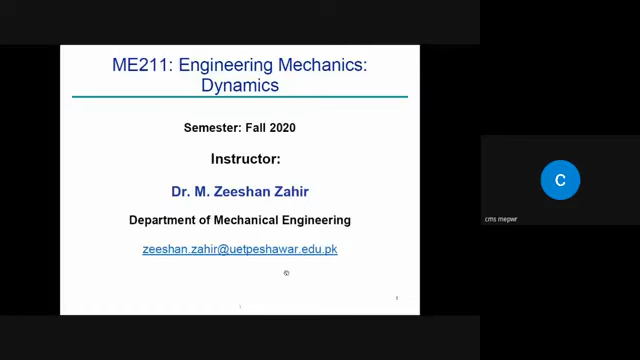 ME211: Engineering Mechanics:
Dynamics
Semester: Fall 2020
Instructor:
Dr. M. Zeeshan Zahir
Department of Mechanical Engineering
zeeshan.zahir@uetpeshawar.edu.pk
C
cms mepwr